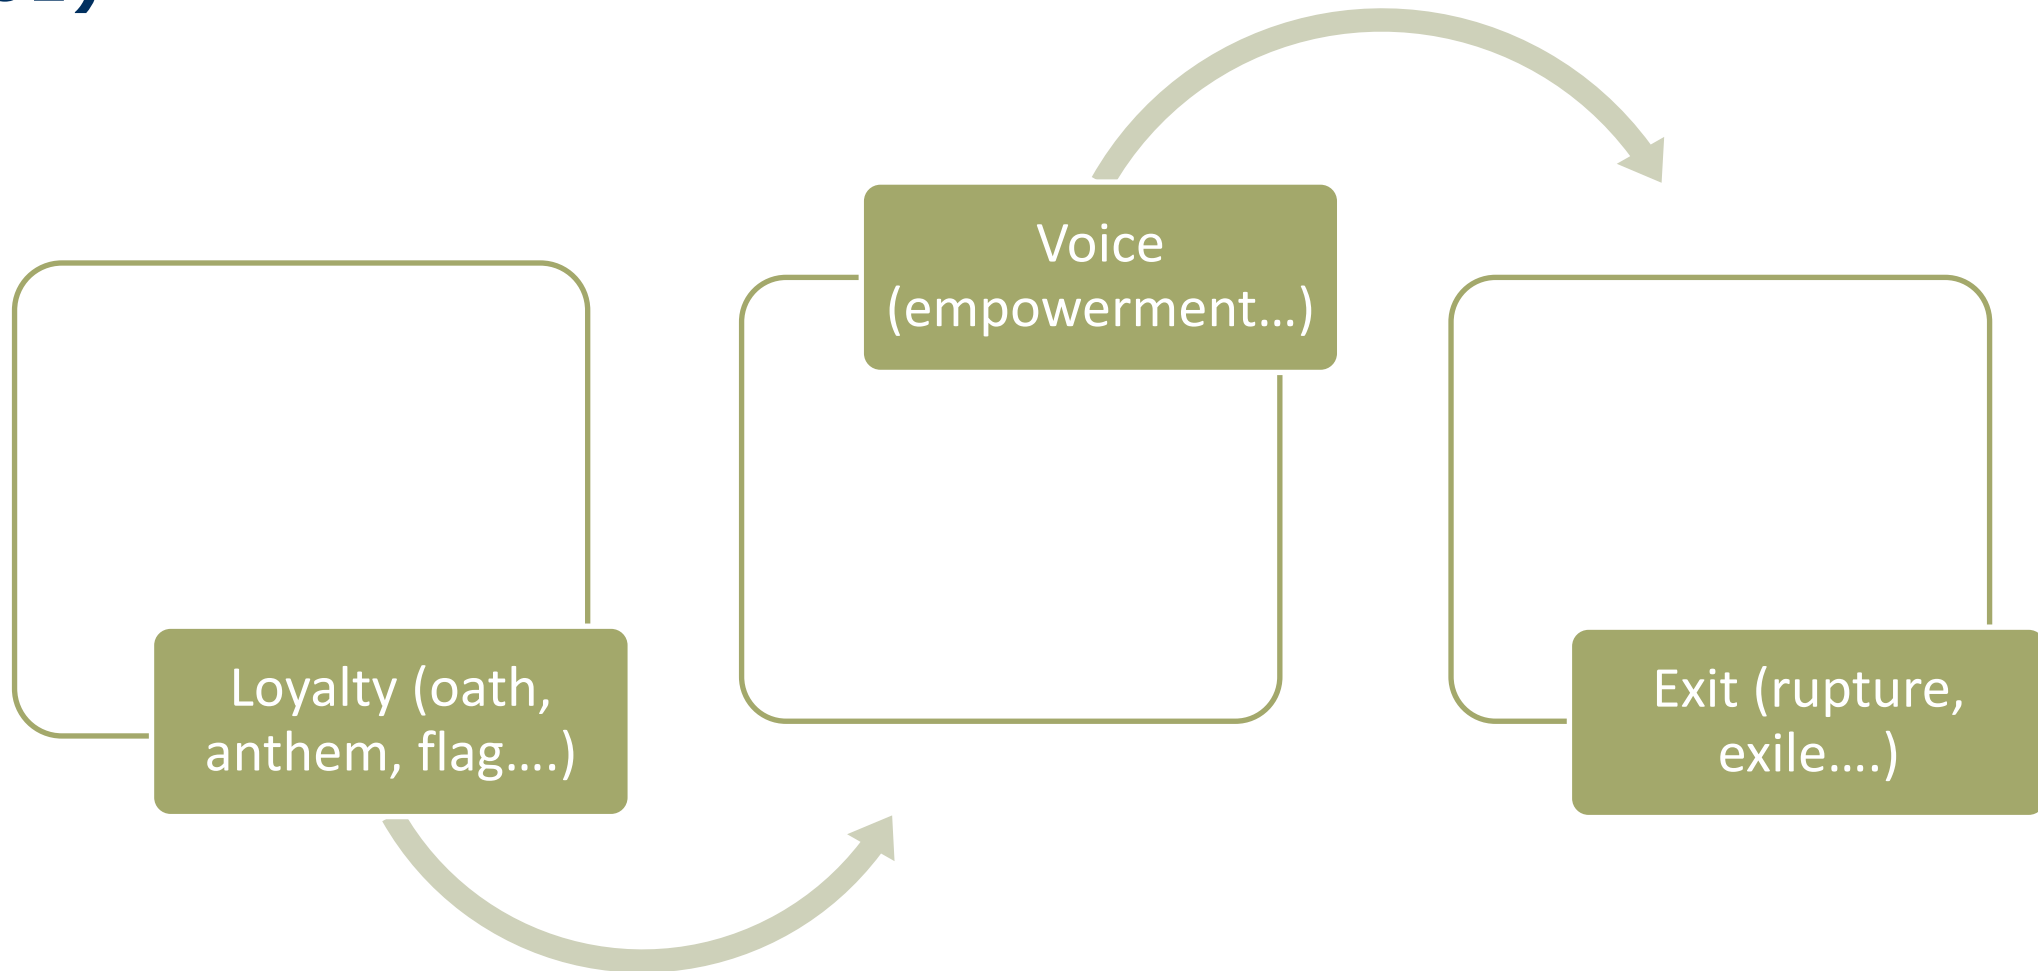 Voice
(empowerment...)
Loyalty (oath,
anthem, flag....)
Exit (rupture,
exile....)